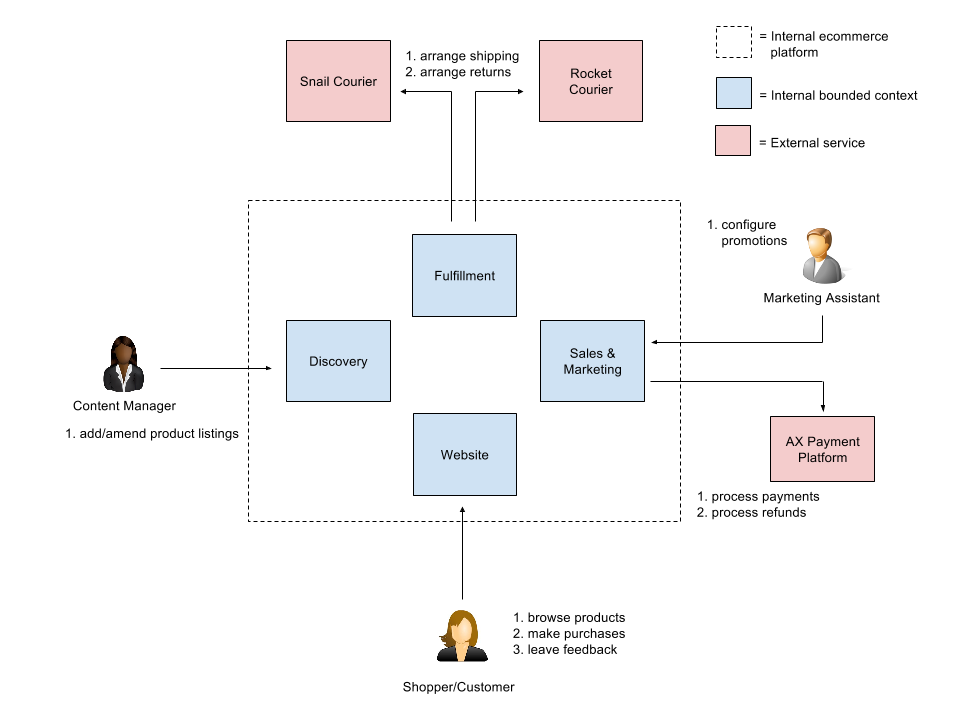 1. arrange shipping
2. arrange returns
Snail Courier
Rocket
Courier
= Internal ecommerce
platform
= Internal bounded context
= External service
1. configure
promotions
Marketing Assistant
Fulfillment
Discovery
Sales &
Marketing
Content Manager
1. add/amend product listings
Website
AX Payment
Platform
1. process payments
2. process refunds
1. browse products
2. make purchases
3. leave feedback
Shopper/Customer